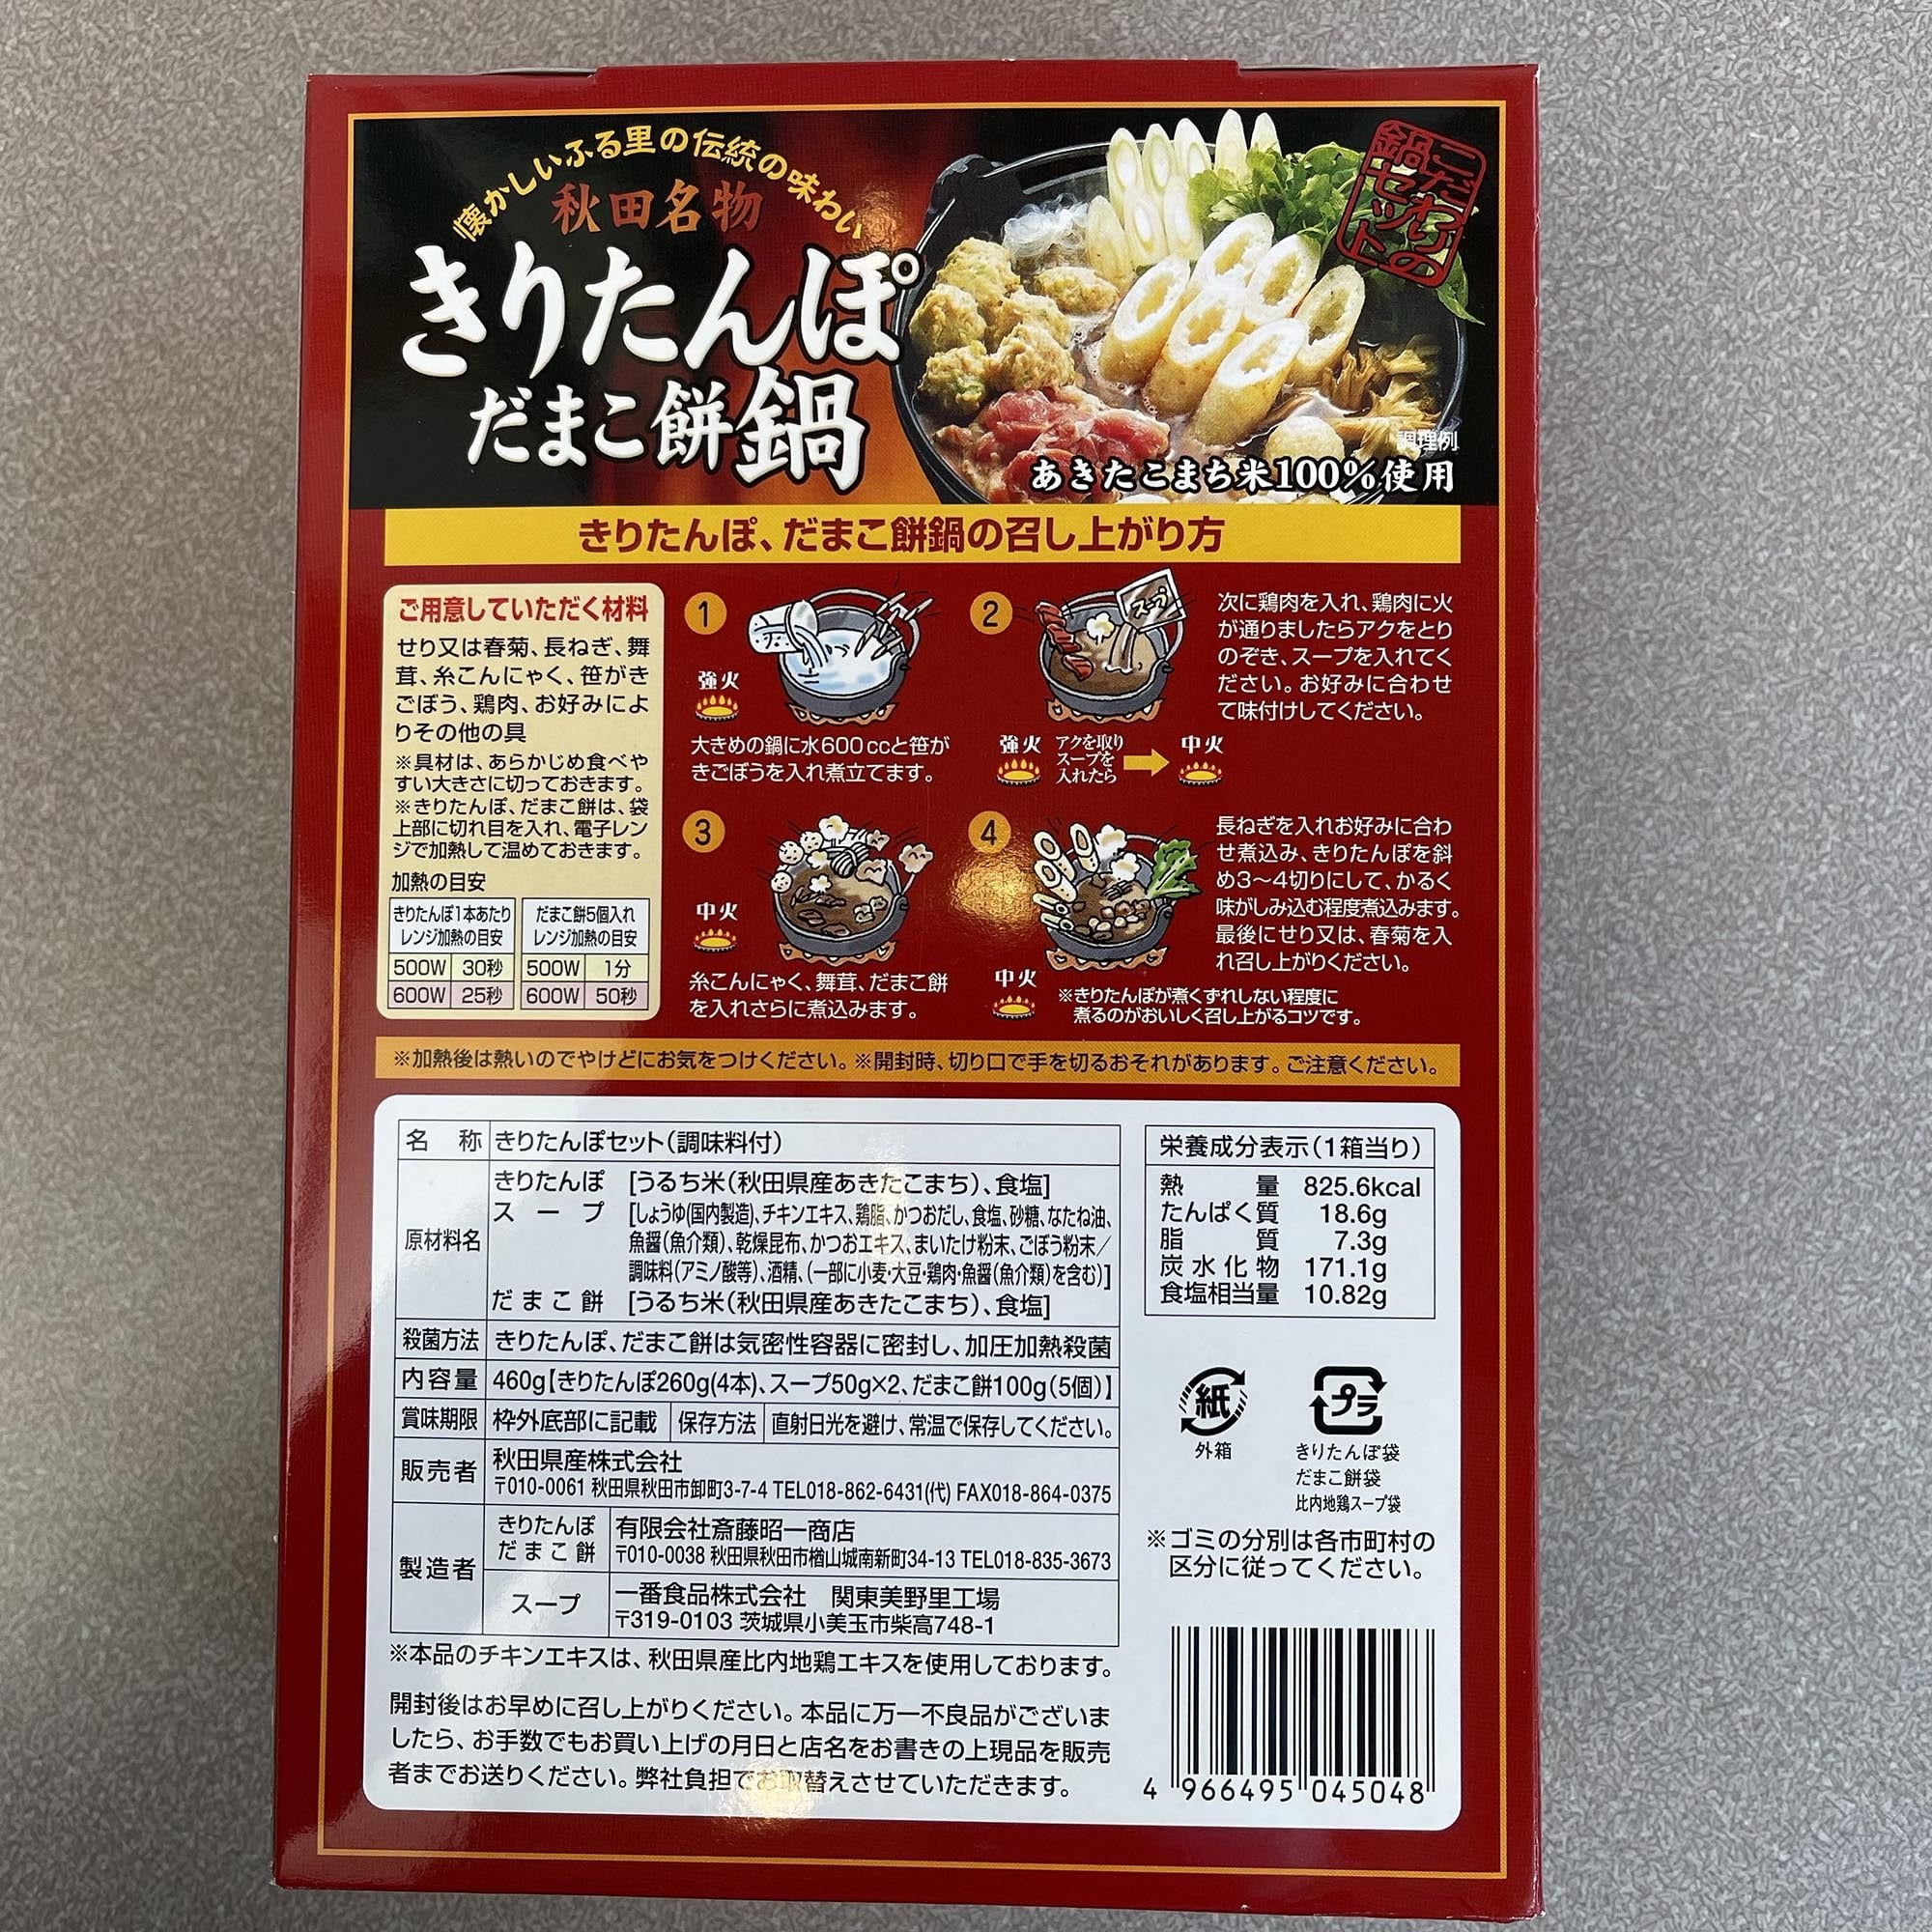 懐かしいふる里の伝統の味わい
秋田名物
きりたんぽ
だまこ餅鍋
こだわりの
鍋セット
調理例
あきたこまち米100%使用
きりたんぽ、だまこ餅鍋の召し上がり方
ご用意していただく材料
せり又は春菊、長ねぎ、舞
茸、糸こんにゃく、笹がき
ごぼう、鶏肉、お好みによ
りその他の具
※具材は、あらかじめ食べや
すい大きさに切っておきます。
※きりたんぽ、だまこ餅は、袋
上部に切れ目を入れ、電子レン
ジで加熱して温めておきます。
加熱の目安
きりたんぽ1本あたり
レンジ加熱の目安
500W 30秒
600W 25秒
だまこ餅5個入れ
レンジ加熱の目安
500W 1分
600W 50秒
1
強火
大きめの鍋に水600ccと笹が
きごぼうを入れ煮立てます。
2
スープ
次に鶏肉を入れ、鶏肉に火
が通りましたらアクをとり
のぞき、スープを入れてく
ださい。お好みに合わせ
て味付けしてください。
強火
アクを取り
スープを
入れたら
中火
3
中火
糸こんにゃく、舞茸、だまこ餅
を入れさらに煮込みます。
4
中火
長ねぎを入れお好みに合わ
せ煮込み、きりたんぽを斜
め3〜4切りにして、かるく
味がしみ込む程度煮込みます。
最後にせり又は、春菊を入
れ召し上がりください。
※きりたんぽが煮くずれしない程度に
煮るのがおいしく召し上がるコツです。
※加熱後は熱いのでやけどにお気をつけください。※開封時、切り口で手を切るおそれがあります。ご注意ください。
名称 きりたんぽセット(調味料付)
原材料名
きりたんぽ [うるち米(秋田県産あきたこまち)、食塩]
スープ [しょうゆ(国内製造)、チキンエキス、鶏脂、かつおだし、食塩、砂糖、なたね油、
魚醤(魚介類)、乾燥昆布、かつおエキス、まいたけ粉末、ごぼう粉末/
調味料(アミノ酸等)、酒精、(一部に小麦・大豆・鶏肉・魚醤(魚介類)を含む)]
だまこ餅 [うるち米(秋田県産あきたこまち)、食塩]
殺菌方法 きりたんぽ、だまこ餅は気密性容器に密封し、加圧加熱殺菌
内容量 460g【きりたんぽ260g(4本)、スープ50g×2、だまこ餅100g(5個)】
賞味期限 枠外底部に記載 保存方法 直射日光を避け、常温で保存してください。
販売者 秋田県産株式会社
〒010-0061 秋田県秋田市卸町3-7-4 TEL018-862-6431(代) FAX018-864-0375
製造者
きりたんぽ
だまこ餅
有限会社斎藤昭一商店
〒010-0038 秋田県秋田市楢山城南新町34-13 TEL018-835-3673
スープ
一番食品株式会社 関東美野里工場
〒319-0103 茨城県小美玉市柴高748-1
※本品のチキンエキスは、秋田県産比内地鶏エキスを使用しております。
開封後はお早めに召し上がりください。本品に万一不良品がございま
したら、お手数でもお買い上げの月日と店名をお書きの上現品を販売
者までお送りください。弊社負担でお取替えさせていただきます。
栄養成分表示(1箱当り)
熱量 825.6kcal
たんぱく質 18.6g
脂質 7.3g
炭水化物 171.1g
食塩相当量 10.82g
紙
外箱
プラ
きりたんぽ袋
だまこ餅袋
比内地鶏スープ袋
※ゴミの分別は各市町村の
区分に従ってください。
4 966495 045048